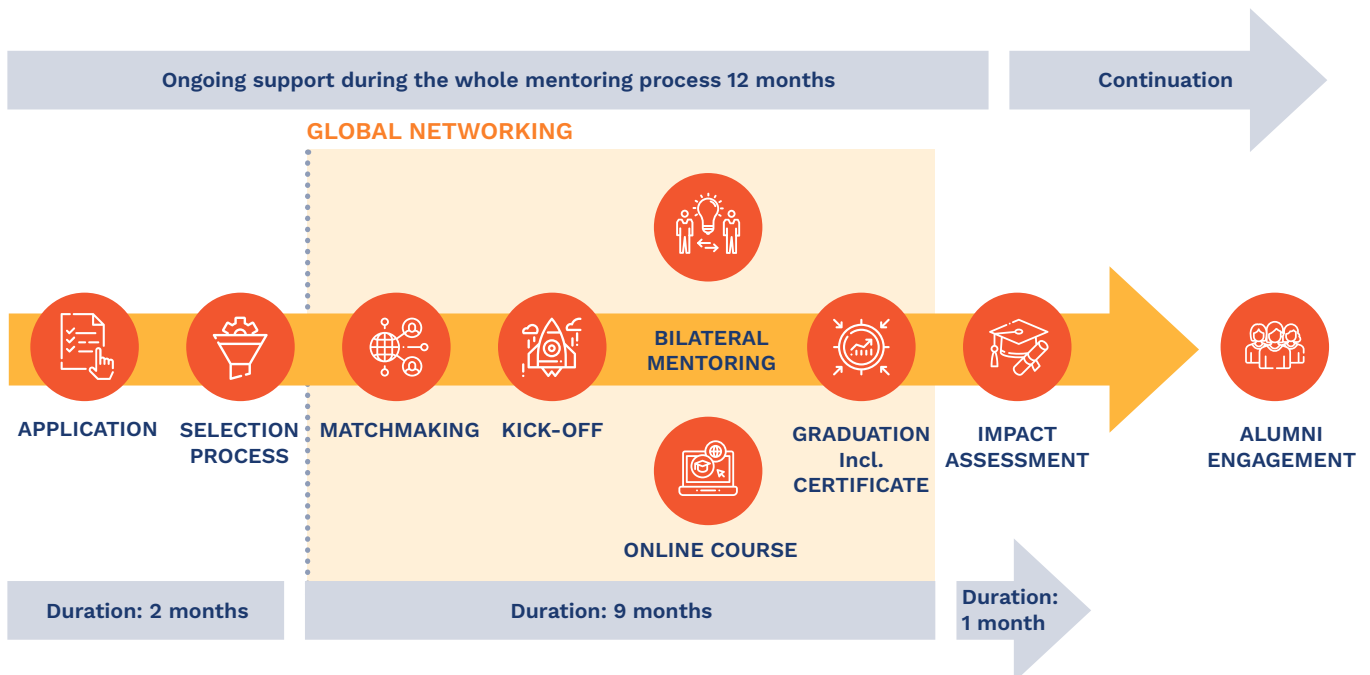 Ongoing support during the whole mentoring process 12 months
Continuation
GLOBAL NETWORKING
BILATERAL
MENTORING
APPLICATION
SELECTION
PROCESS
MATCHMAKING
KICK-OFF
GRADUATION
Incl.
CERTIFICATE
IMPACT
ASSESSMENT
ALUMNI
ENGAGEMENT
ONLINE COURSE
Duration: 2 months
Duration: 9 months
Duration:
1 month